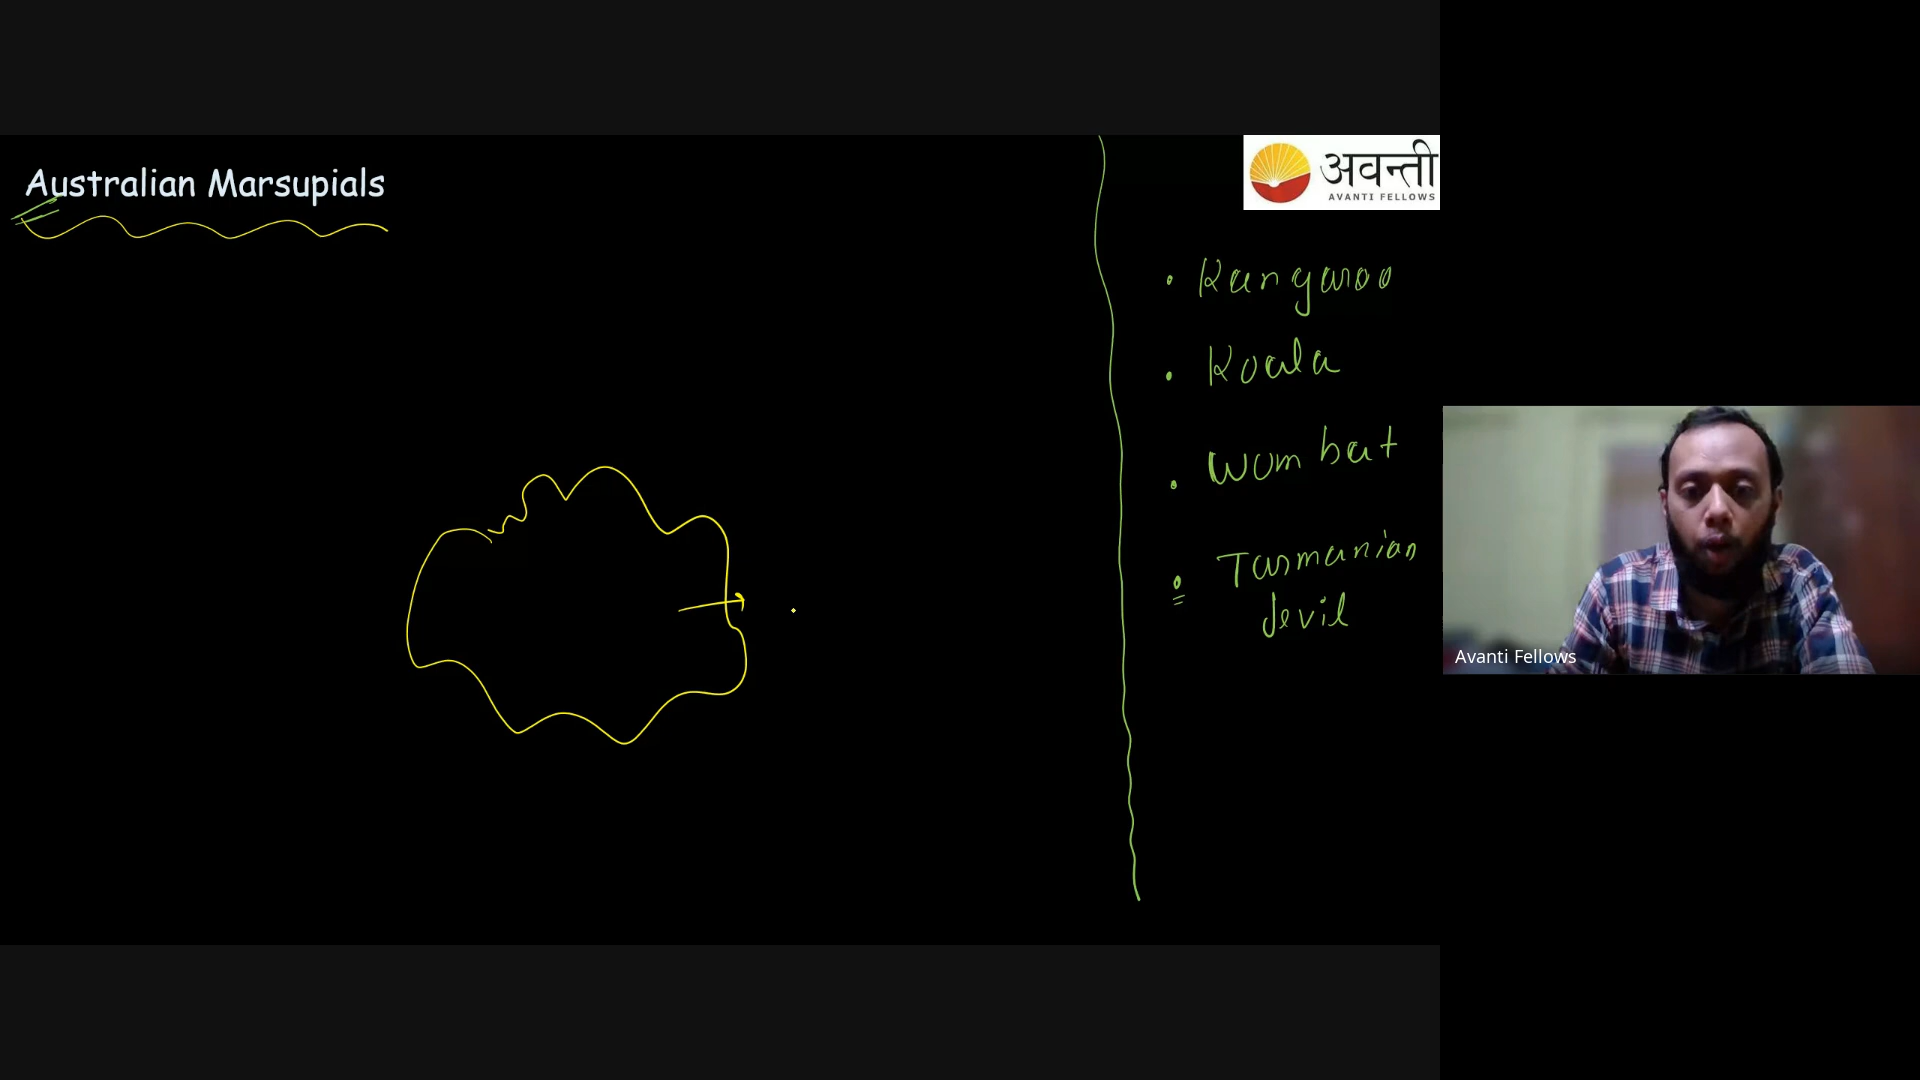 Australian Marsupials
अवन्ती
AVANTI FELLOWS
• Kangaroo
• Koala
• Wombat
• Tasmanian
devil
Avanti Fellows